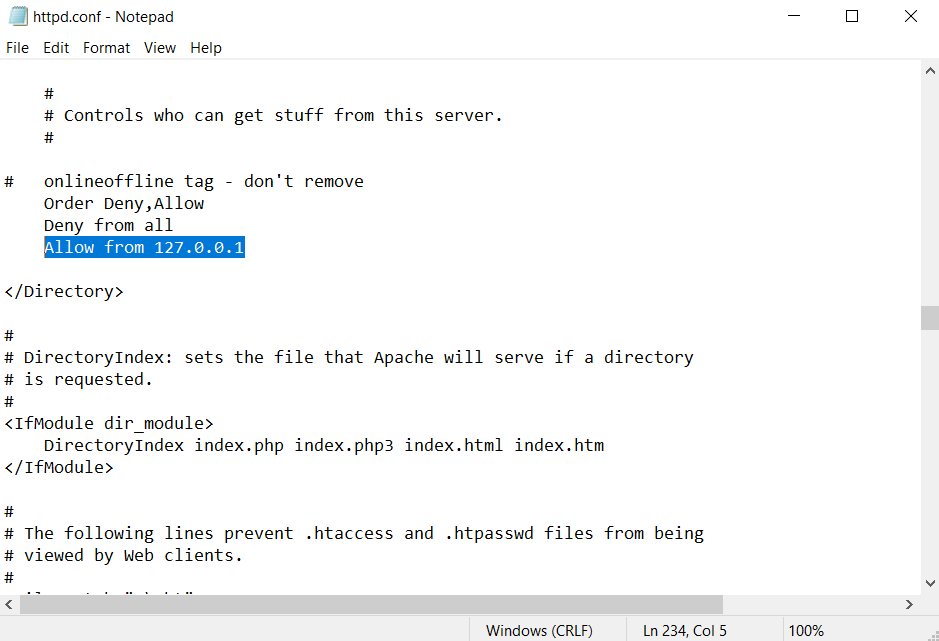 httpd.conf - Notepad
File Edit Format View Help
#
# Controls who can get stuff from this server.
#
#   onlineoffline tag - don't remove
Order Deny,Allow
Deny from all
Allow from 127.0.0.1
</Directory>
#
# DirectoryIndex: sets the file that Apache will serve if a directory
# is requested.
#
<IfModule dir_module>
DirectoryIndex index.php index.php3 index.html index.htm
</IfModule>
#
# The following lines prevent .htaccess and .htpasswd files from being
# viewed by Web clients.
#
Windows (CRLF) Ln 234, Col 5 100%